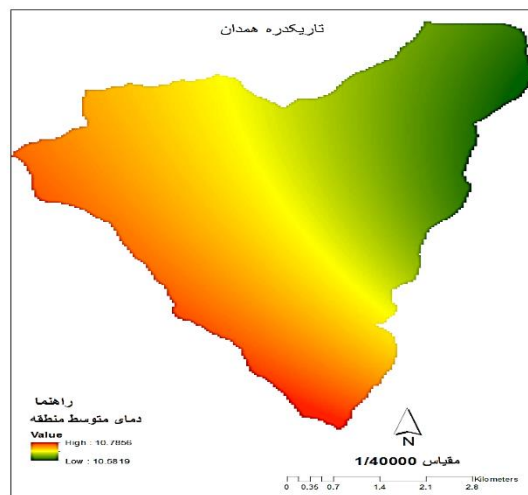 تاریکدره همدان
راهنما
دمای متوسط منطقه
Value
High : 10.7856
Low : 10.5819
N
مقیاس 1/40000
0 0.35 0.7 1.4 2.1 2.8 Kilometers